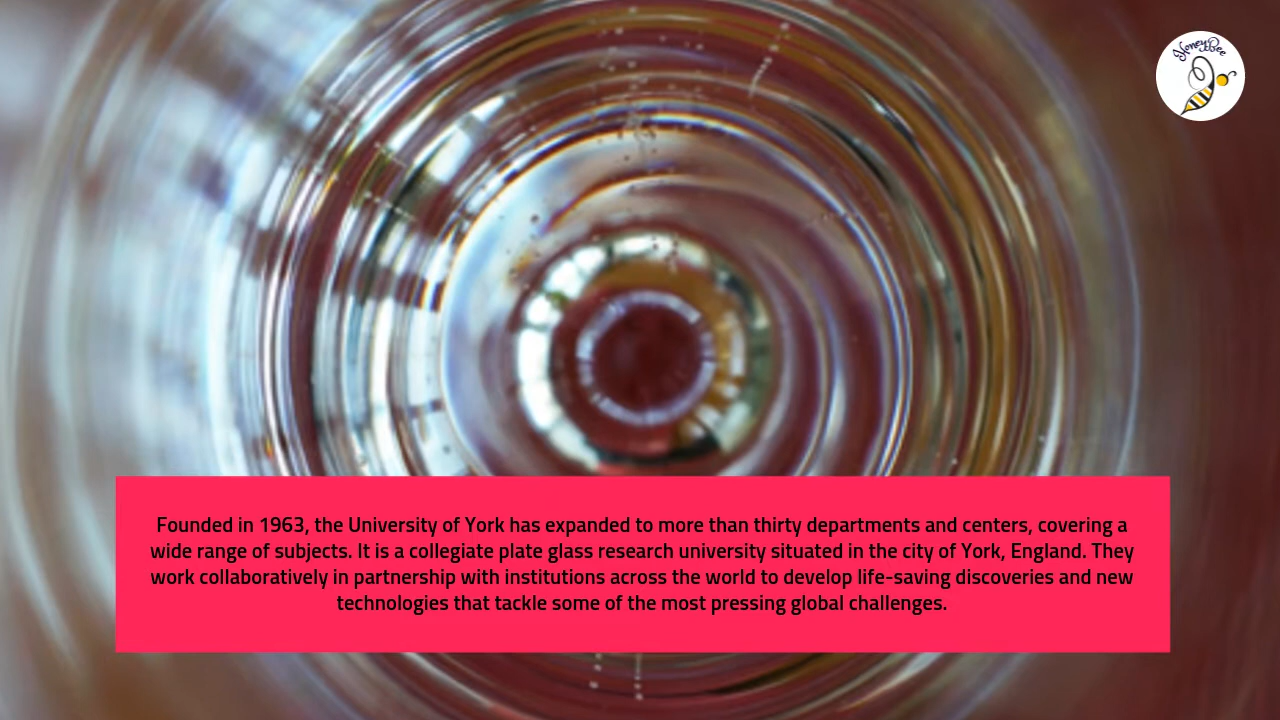 Honey Bee
Founded in 1963, the University of York has expanded to more than thirty departments and centers, covering a
wide range of subjects. It is a collegiate plate glass research university situated in the city of York, England. They
work collaboratively in partnership with institutions across the world to develop life-saving discoveries and new
technologies that tackle some of the most pressing global challenges.